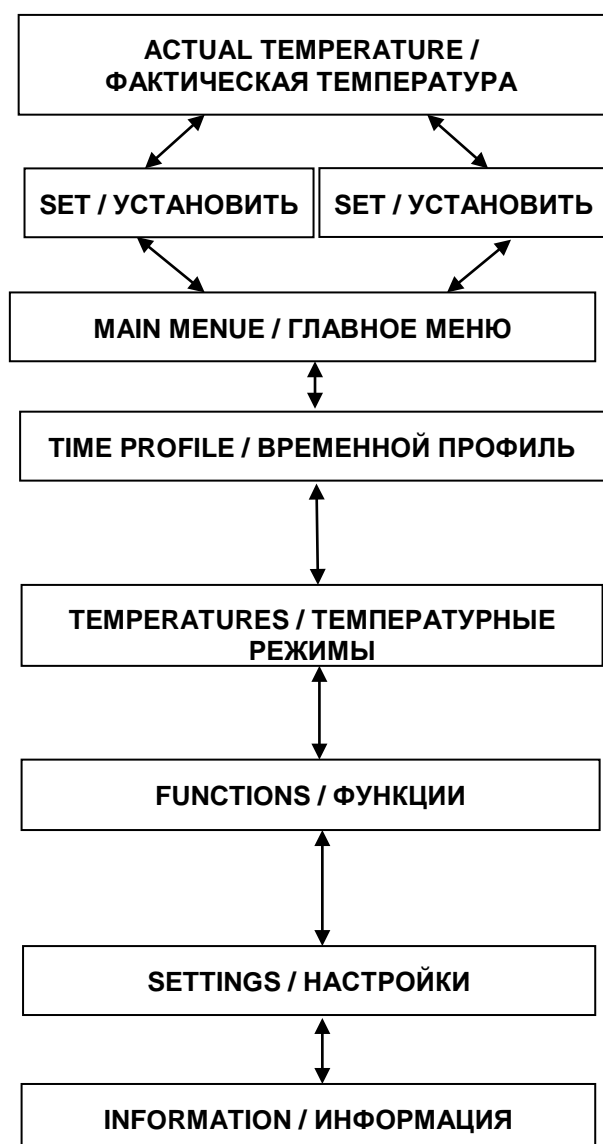 ACTUAL TEMPERATURE /
ФАКТИЧЕСКАЯ ТЕМПЕРАТУРА
SET / УСТАНОВИТЬ
SET / УСТАНОВИТЬ
MAIN MENUE / ГЛАВНОЕ МЕНЮ
TIME PROFILE / ВРЕМЕННОЙ ПРОФИЛЬ
TEMPERATURES / ТЕМПЕРАТУРНЫЕ
РЕЖИМЫ
FUNCTIONS / ФУНКЦИИ
SETTINGS / НАСТРОЙКИ
INFORMATION / ИНФОРМАЦИЯ